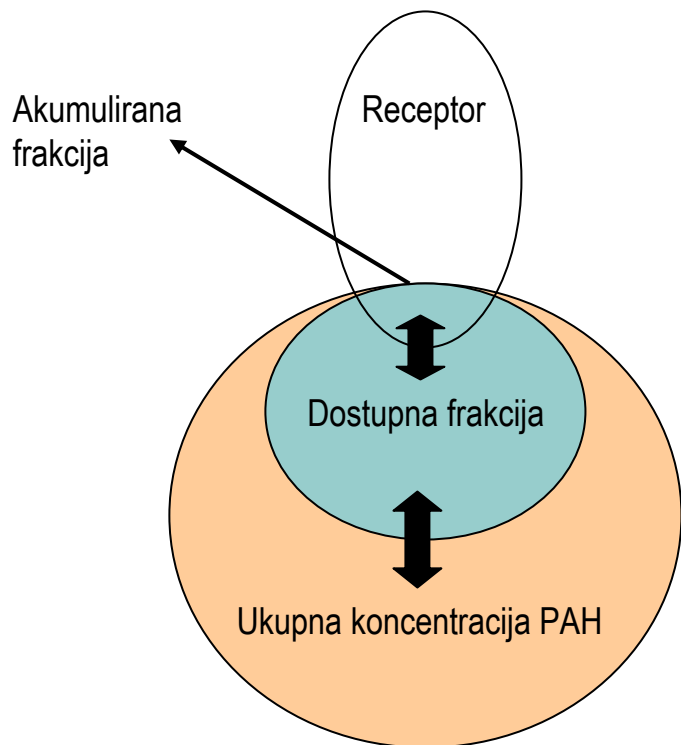 Akumulirana
frakcija
Receptor
Dostupna frakcija
Ukupna koncentracija PAH